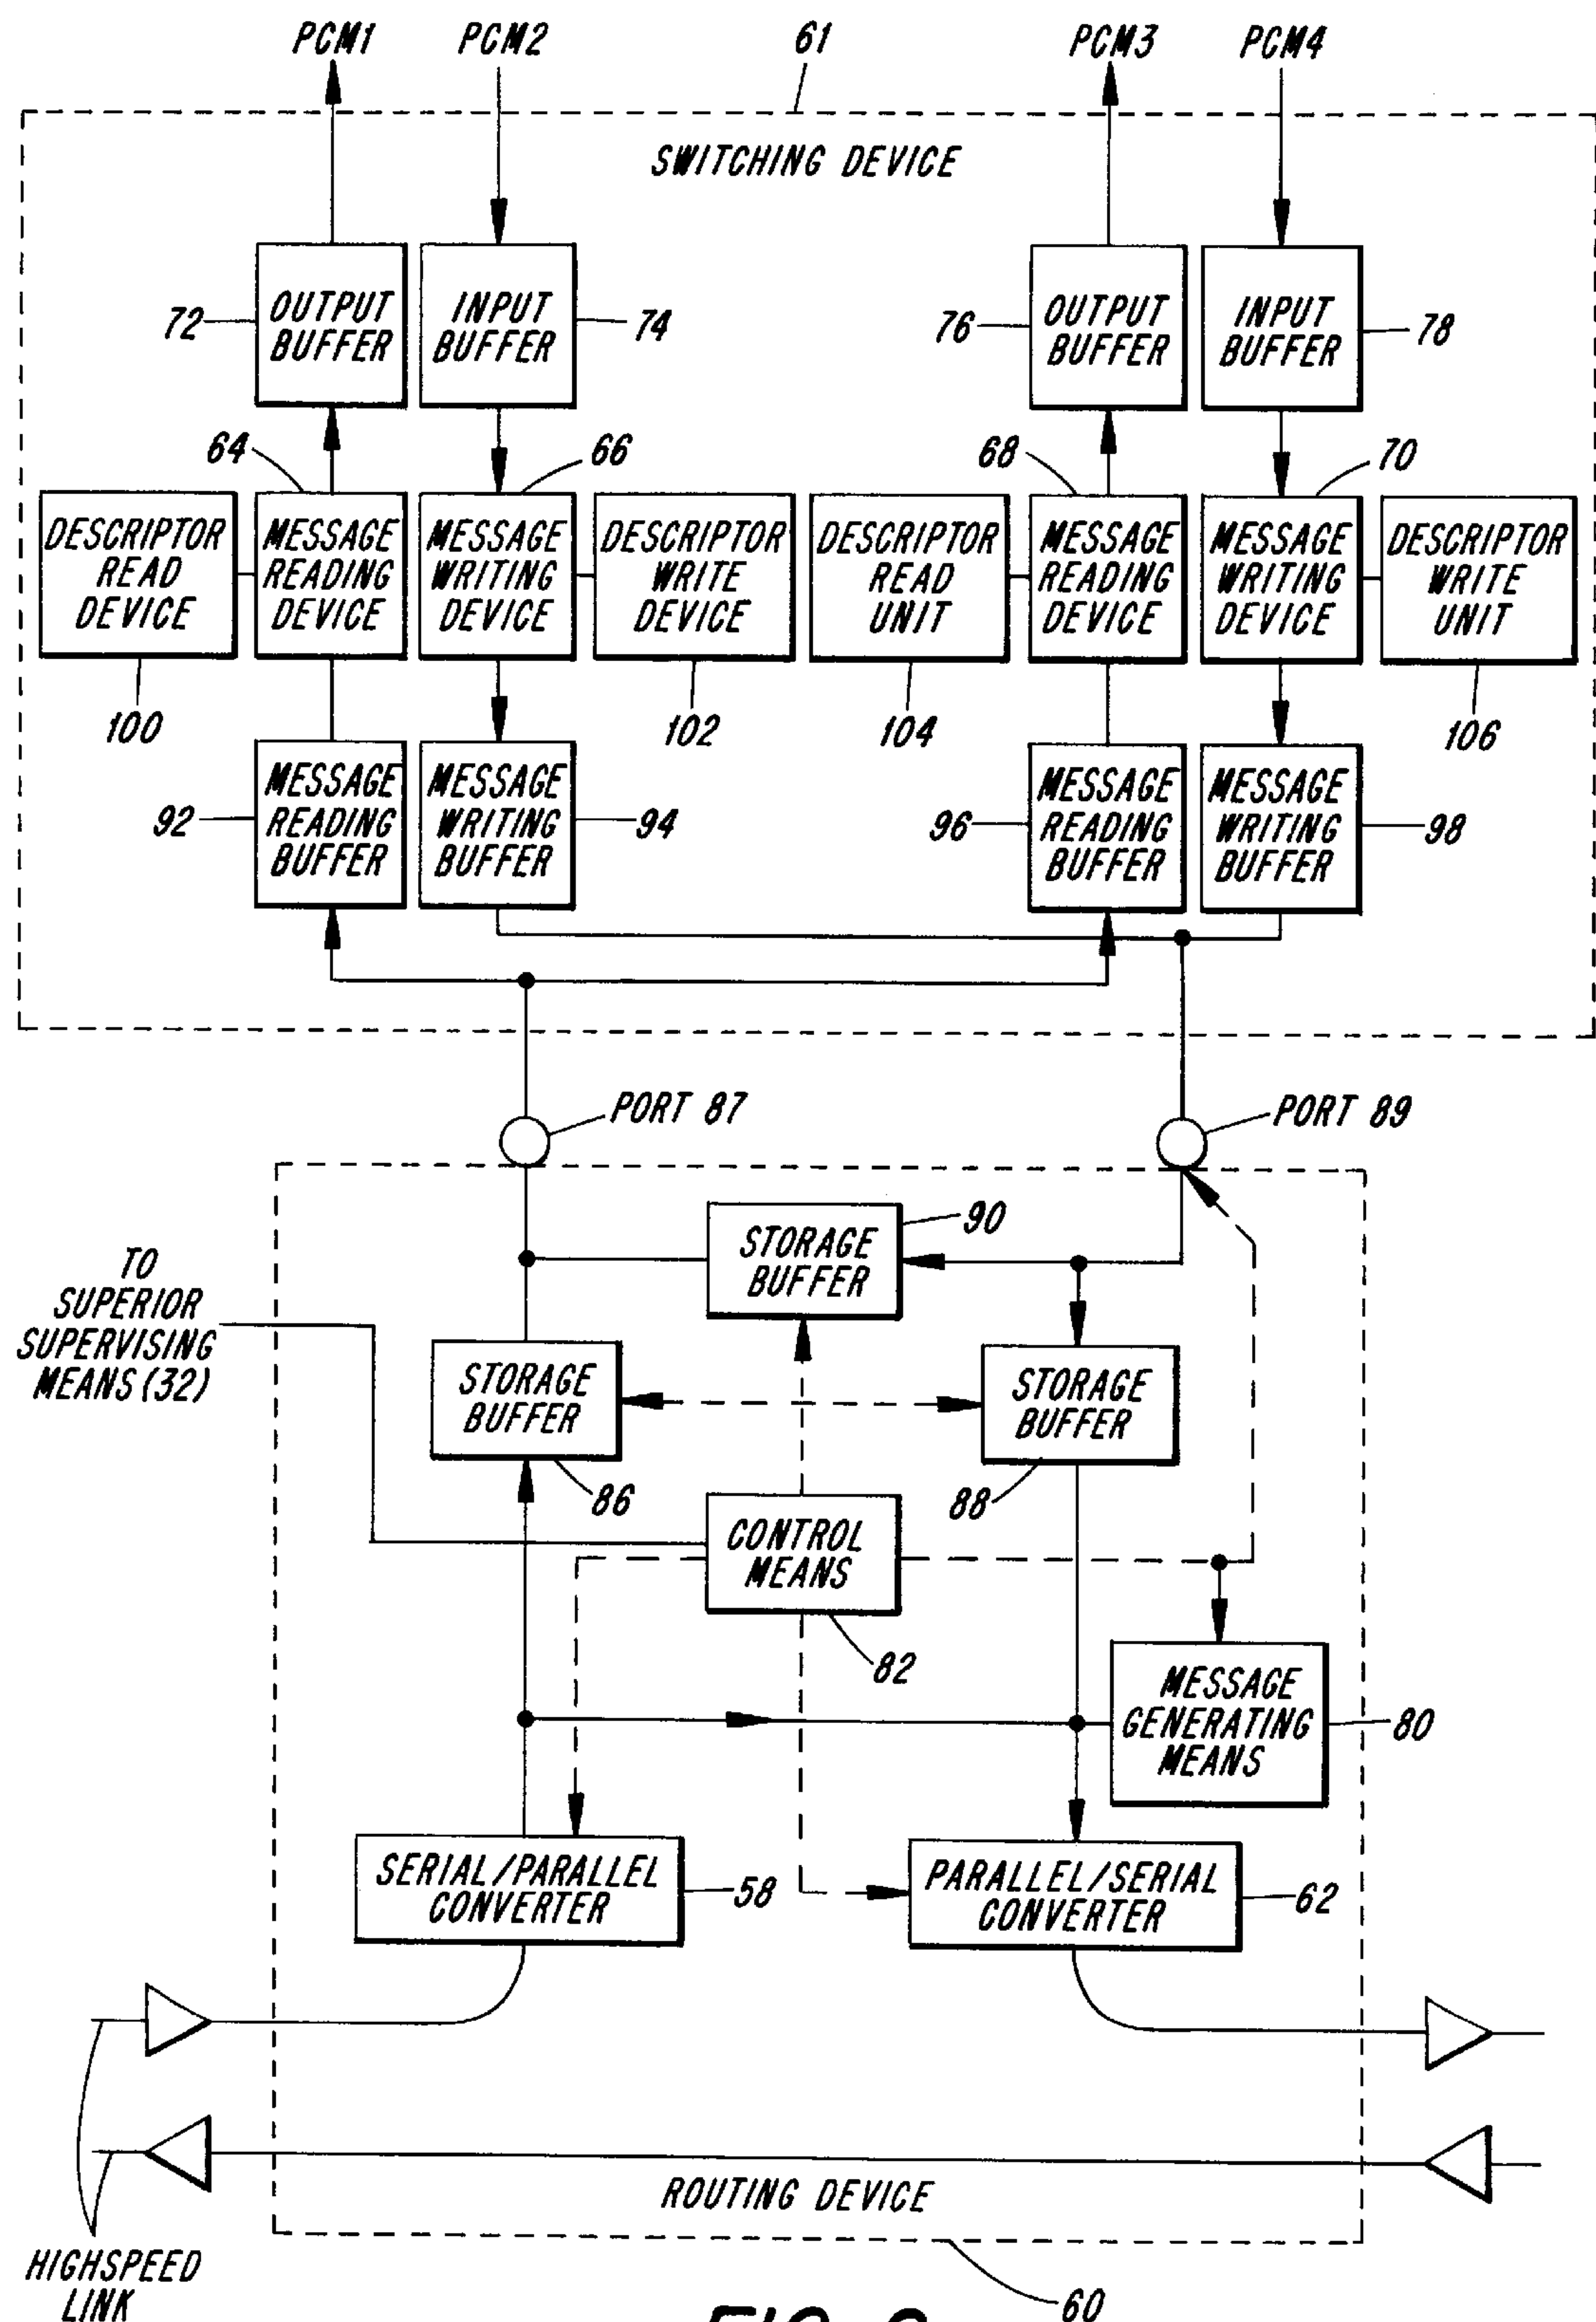 PCM1
PCM2
61
PCM3
PCM4
SWITCHING DEVICE
72
OUTPUT
BUFFER
INPUT
BUFFER
74
76
OUTPUT
BUFFER
INPUT
BUFFER
78
64
66
68
70
DESCRIPTOR
READ
DEVICE
MESSAGE
READING
DEVICE
MESSAGE
WRITING
DEVICE
DESCRIPTOR
WRITE
DEVICE
DESCRIPTOR
READ
UNIT
MESSAGE
READING
DEVICE
MESSAGE
WRITING
DEVICE
DESCRIPTOR
WRITE
UNIT
100
102
104
106
92
MESSAGE
READING
BUFFER
MESSAGE
WRITING
BUFFER
94
96
MESSAGE
READING
BUFFER
MESSAGE
WRITING
BUFFER
98
PORT 87
PORT 89
TO
SUPERIOR
SUPERVISING
MEANS (32)
STORAGE
BUFFER
90
STORAGE
BUFFER
86
STORAGE
BUFFER
88
CONTROL
MEANS
82
MESSAGE
GENERATING
MEANS
80
SERIAL/PARALLEL
CONVERTER
58
PARALLEL/SERIAL
CONVERTER
62
ROUTING DEVICE
HIGHSPEED
LINK
60